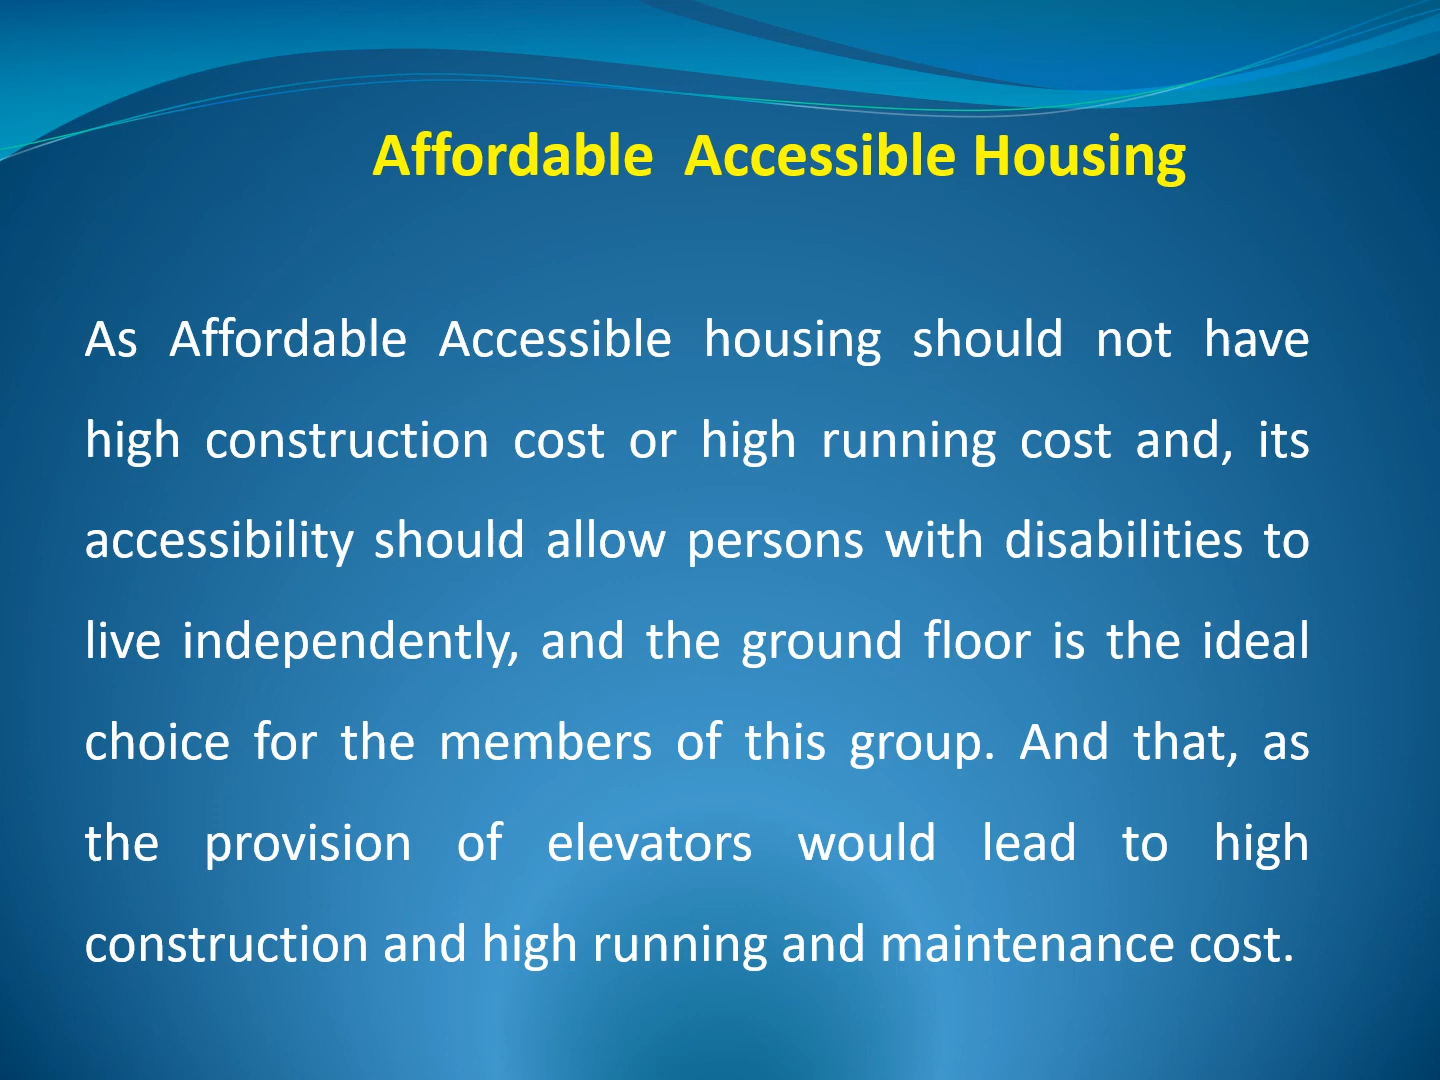 Affordable  Accessible Housing
As Affordable Accessible housing should not have
high construction cost or high running cost and, its
accessibility should allow persons with disabilities to
live independently, and the ground floor is the ideal
choice for the members of this group. And that, as
the provision of elevators would lead to high
construction and high running and maintenance cost.